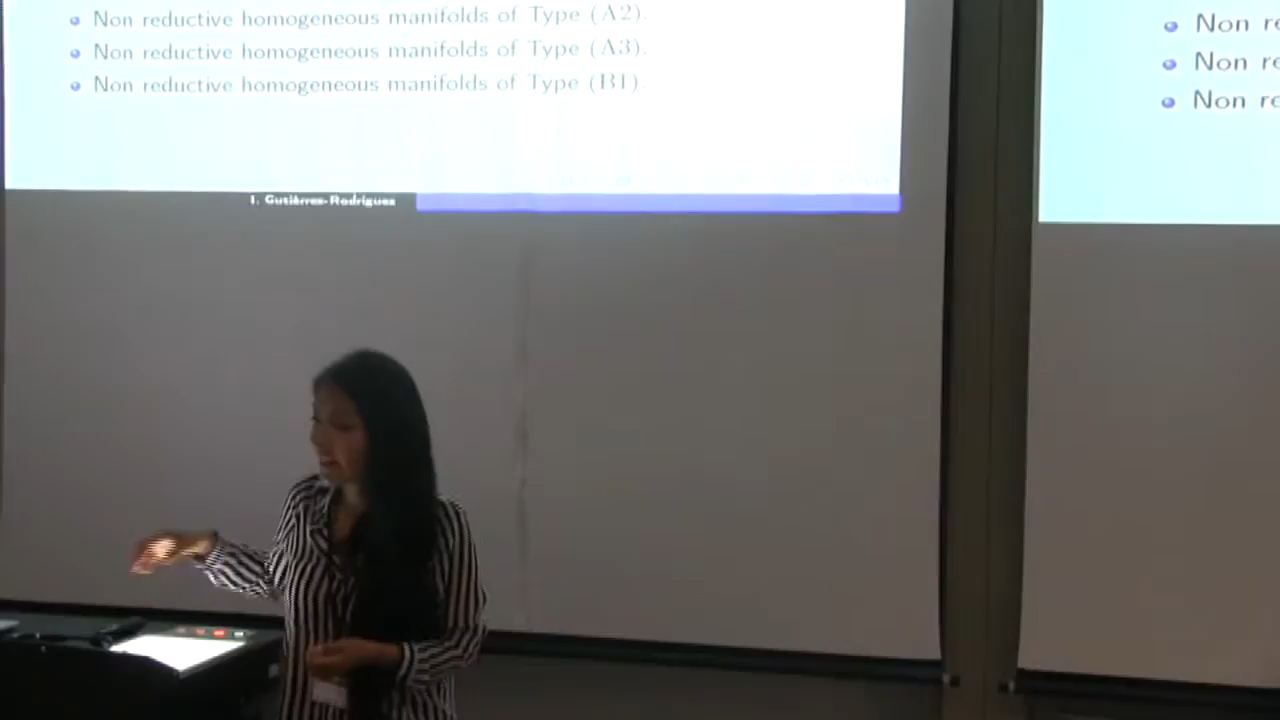 Non reductive homogeneous manifolds of Type (A2).
Non reductive homogeneous manifolds of Type (A3).
Non reductive homogeneous manifolds of Type (B1).
I. Gutiérrez-Rodríguez
Non re
Non re
Non re